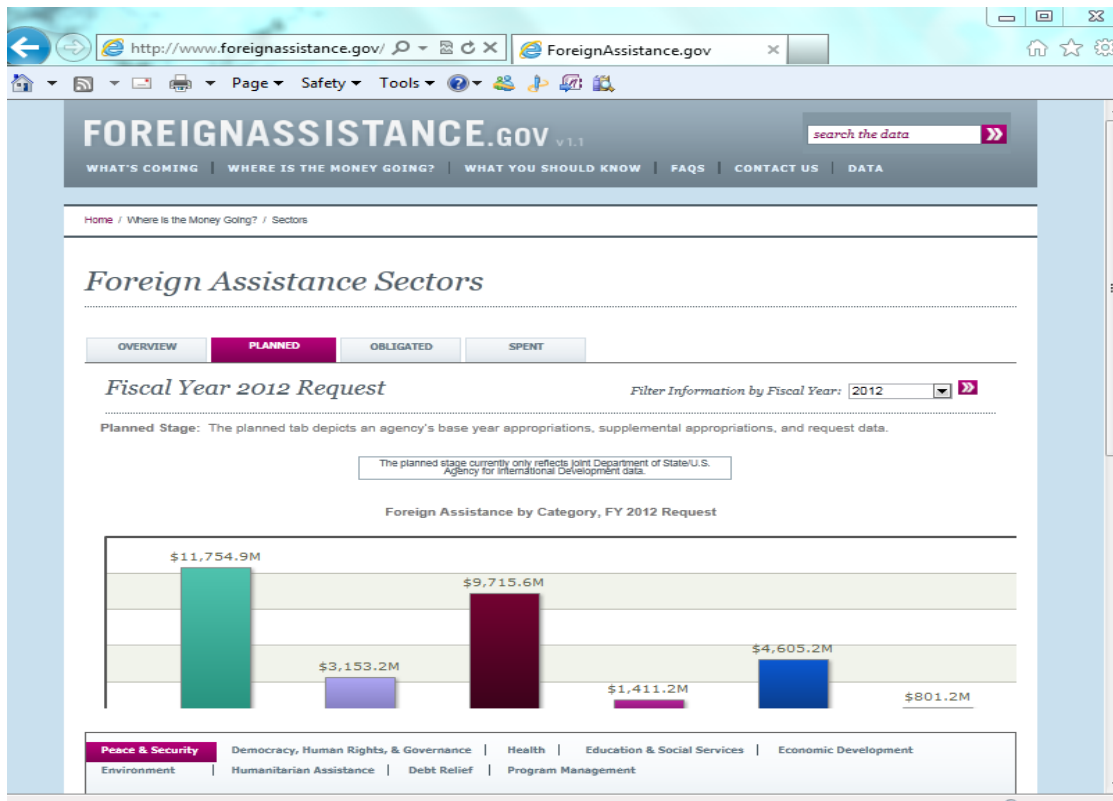 http://www.foreignassistance.gov/
ForeignAssistance.gov
Page Safety Tools
FOREIGNASSISTANCE.GOV v 1.1
search the data
WHAT'S COMING | WHERE IS THE MONEY GOING? | WHAT YOU SHOULD KNOW | FAQS | CONTACT US | DATA
Home / Where Is the Money Going? / Sectors
Foreign Assistance Sectors
OVERVIEW PLANNED OBLIGATED SPENT
Fiscal Year 2012 Request
Filter Information by Fiscal Year: 2012
Planned Stage: The planned tab depicts an agency's base year appropriations, supplemental appropriations, and request data.
The planned stage currently only reflects joint Department of State/U.S.
Agency for International Development data.
Foreign Assistance by Category, FY 2012 Request
$11,754.9M
$3,153.2M
$9,715.6M
$1,411.2M
$4,605.2M
$801.2M
Peace & Security | Democracy, Human Rights, & Governance | Health | Education & Social Services | Economic Development
Environment | Humanitarian Assistance | Debt Relief | Program Management